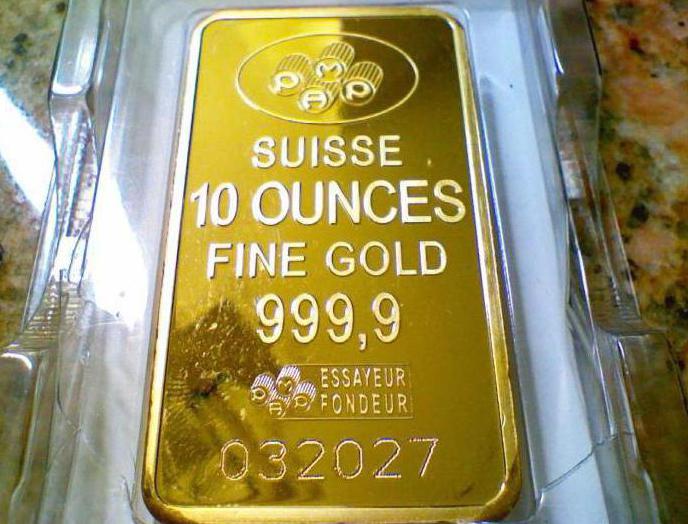 PAMP
SUISSE
10 OUNCES
FINE GOLD
999,9
PAMP
ESSAYEUR
FONDEUR
032027